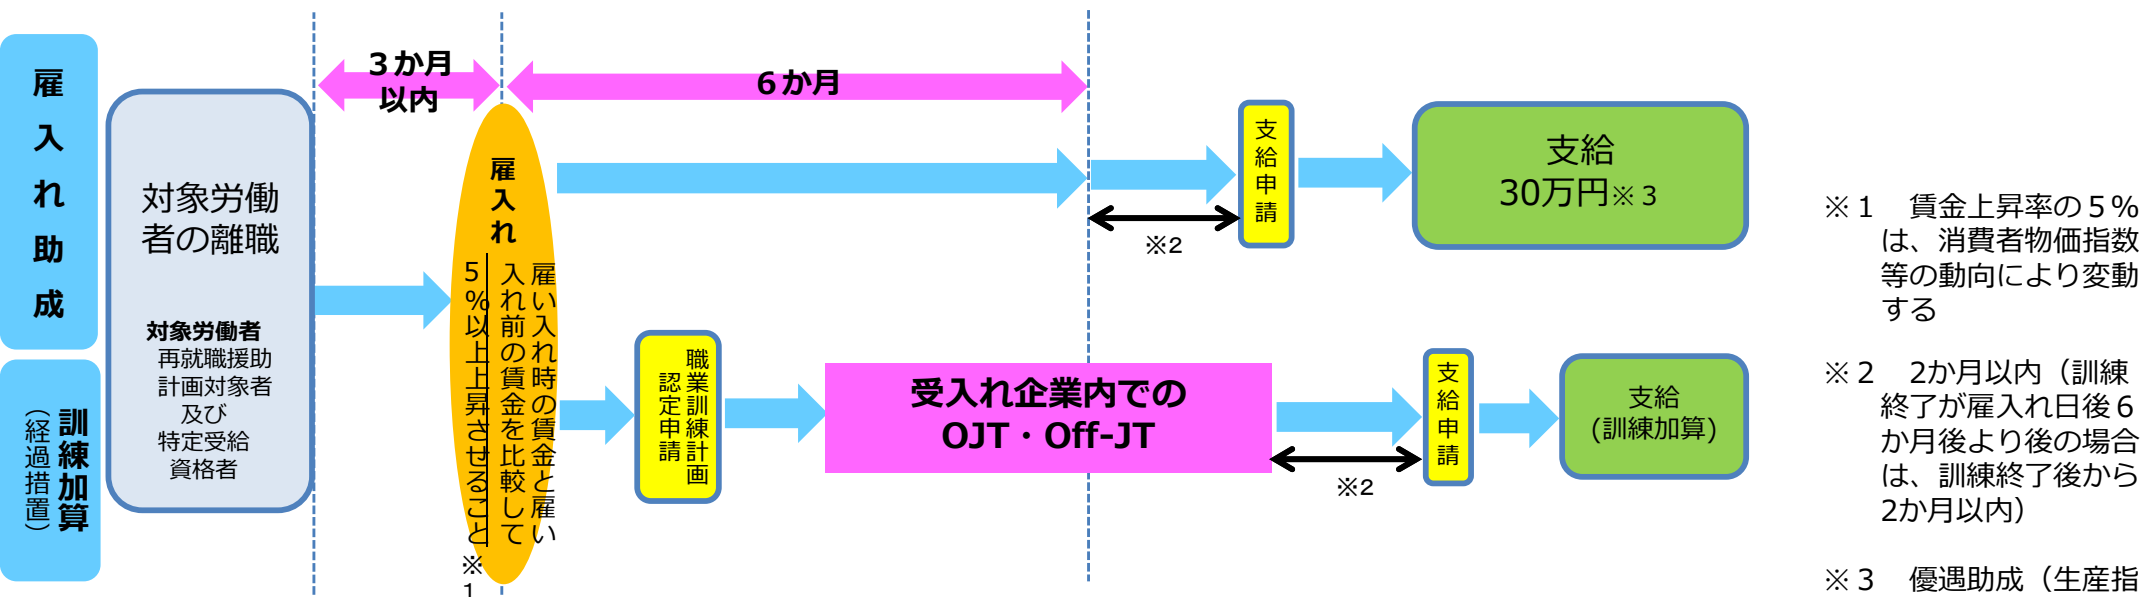 雇入れ助成
訓練加算
（経過措置）
対象労働
者の離職
対象労働者
再就職援助
計画対象者
及び
特定受給
資格者
３か月
以内
６か月
雇入れ
雇い入れ時の賃金と雇い
入れ前の賃金を比較して
５％以上上昇させること
※1
支給申請
※2
支給
30万円※３
職業訓練計画
認定申請
受入れ企業内での
OJT・Off-JT
支給申請
※2
支給
(訓練加算)
※１　賃金上昇率の５％
は、消費者物価指数
等の動向により変動
する
※２　2か月以内（訓練
終了が雇入れ日後６
か月後より後の場合
は、訓練終了後から
2か月以内）
※３　優遇助成（生産指